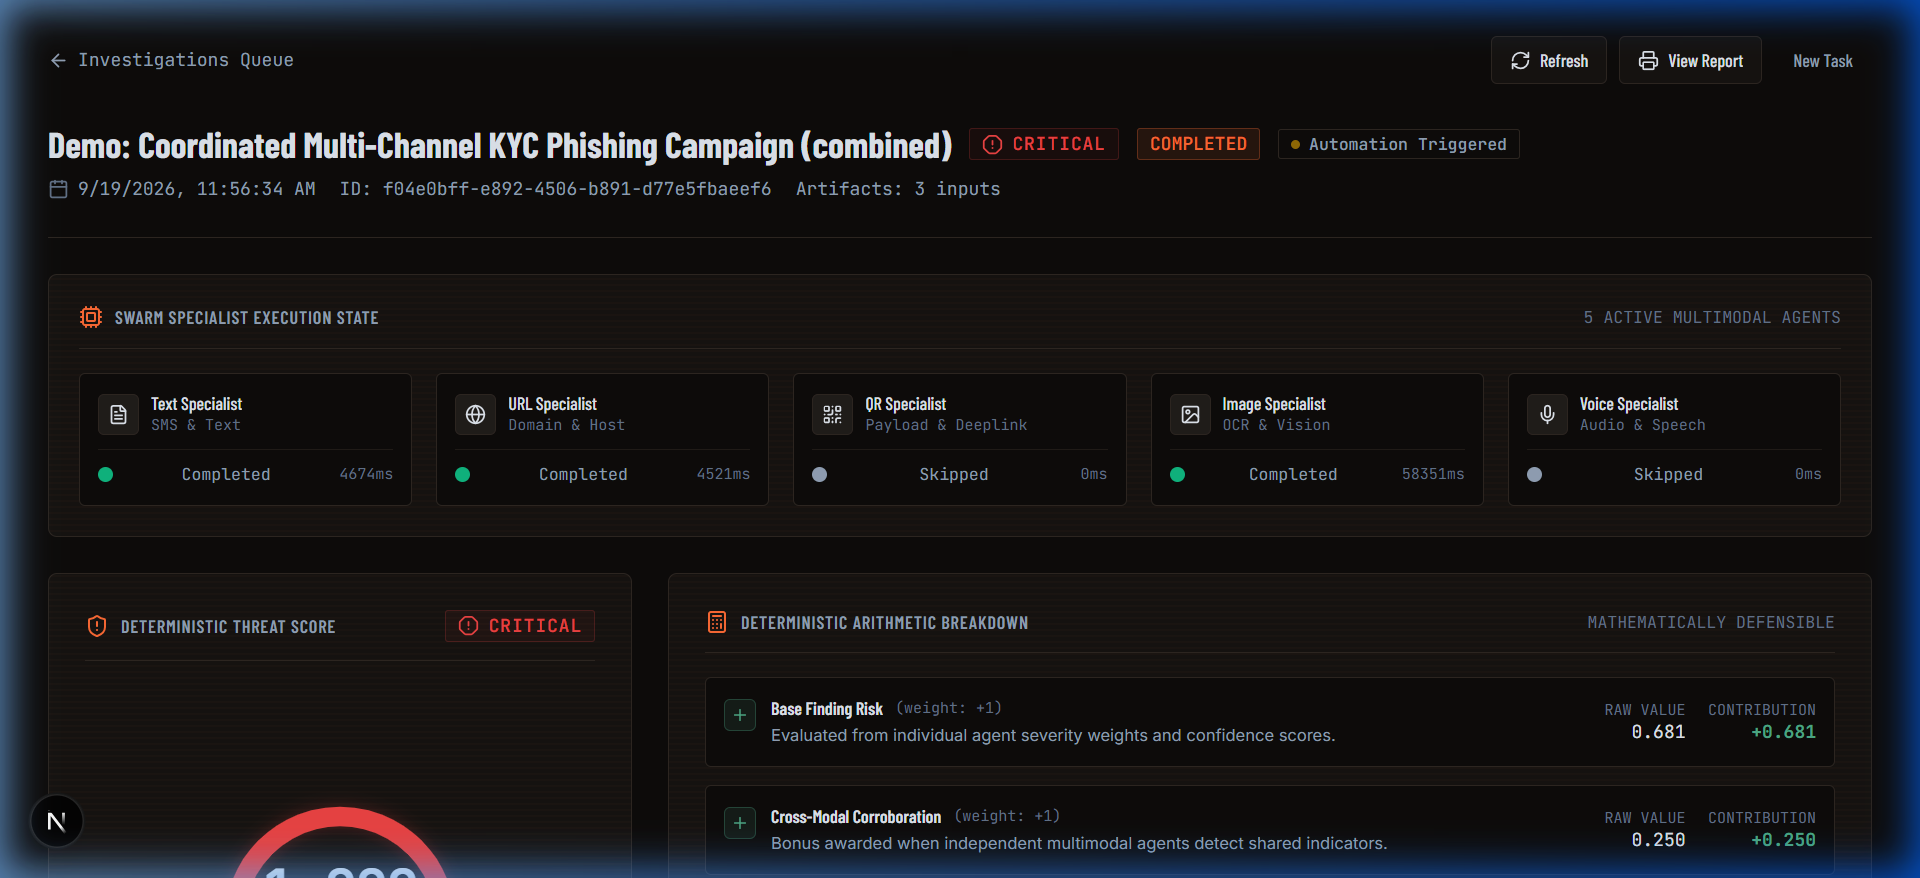 Investigations Queue
Refresh
View Report
New Task
Demo: Coordinated Multi-Channel KYC Phishing Campaign (combined)
CRITICAL
COMPLETED
Automation Triggered
9/19/2026, 11:56:34 AM ID: f04e0bff-e892-4506-b891-d77e5fbaeef6 Artifacts: 3 inputs
SWARM SPECIALIST EXECUTION STATE
5 ACTIVE MULTIMODAL AGENTS
Text Specialist
SMS & Text
Completed 4674ms
URL Specialist
Domain & Host
Completed 4521ms
QR Specialist
Payload & Deeplink
Skipped 0ms
Image Specialist
OCR & Vision
Completed 58351ms
Voice Specialist
Audio & Speech
Skipped 0ms
DETERMINISTIC THREAT SCORE
CRITICAL
N
DETERMINISTIC ARITHMETIC BREAKDOWN
MATHEMATICALLY DEFENSIBLE
Base Finding Risk (weight: +1)
Evaluated from individual agent severity weights and confidence scores.
RAW VALUE CONTRIBUTION
0.681 +0.681
Cross-Modal Corroboration (weight: +1)
Bonus awarded when independent multimodal agents detect shared indicators.
RAW VALUE CONTRIBUTION
0.250 +0.250